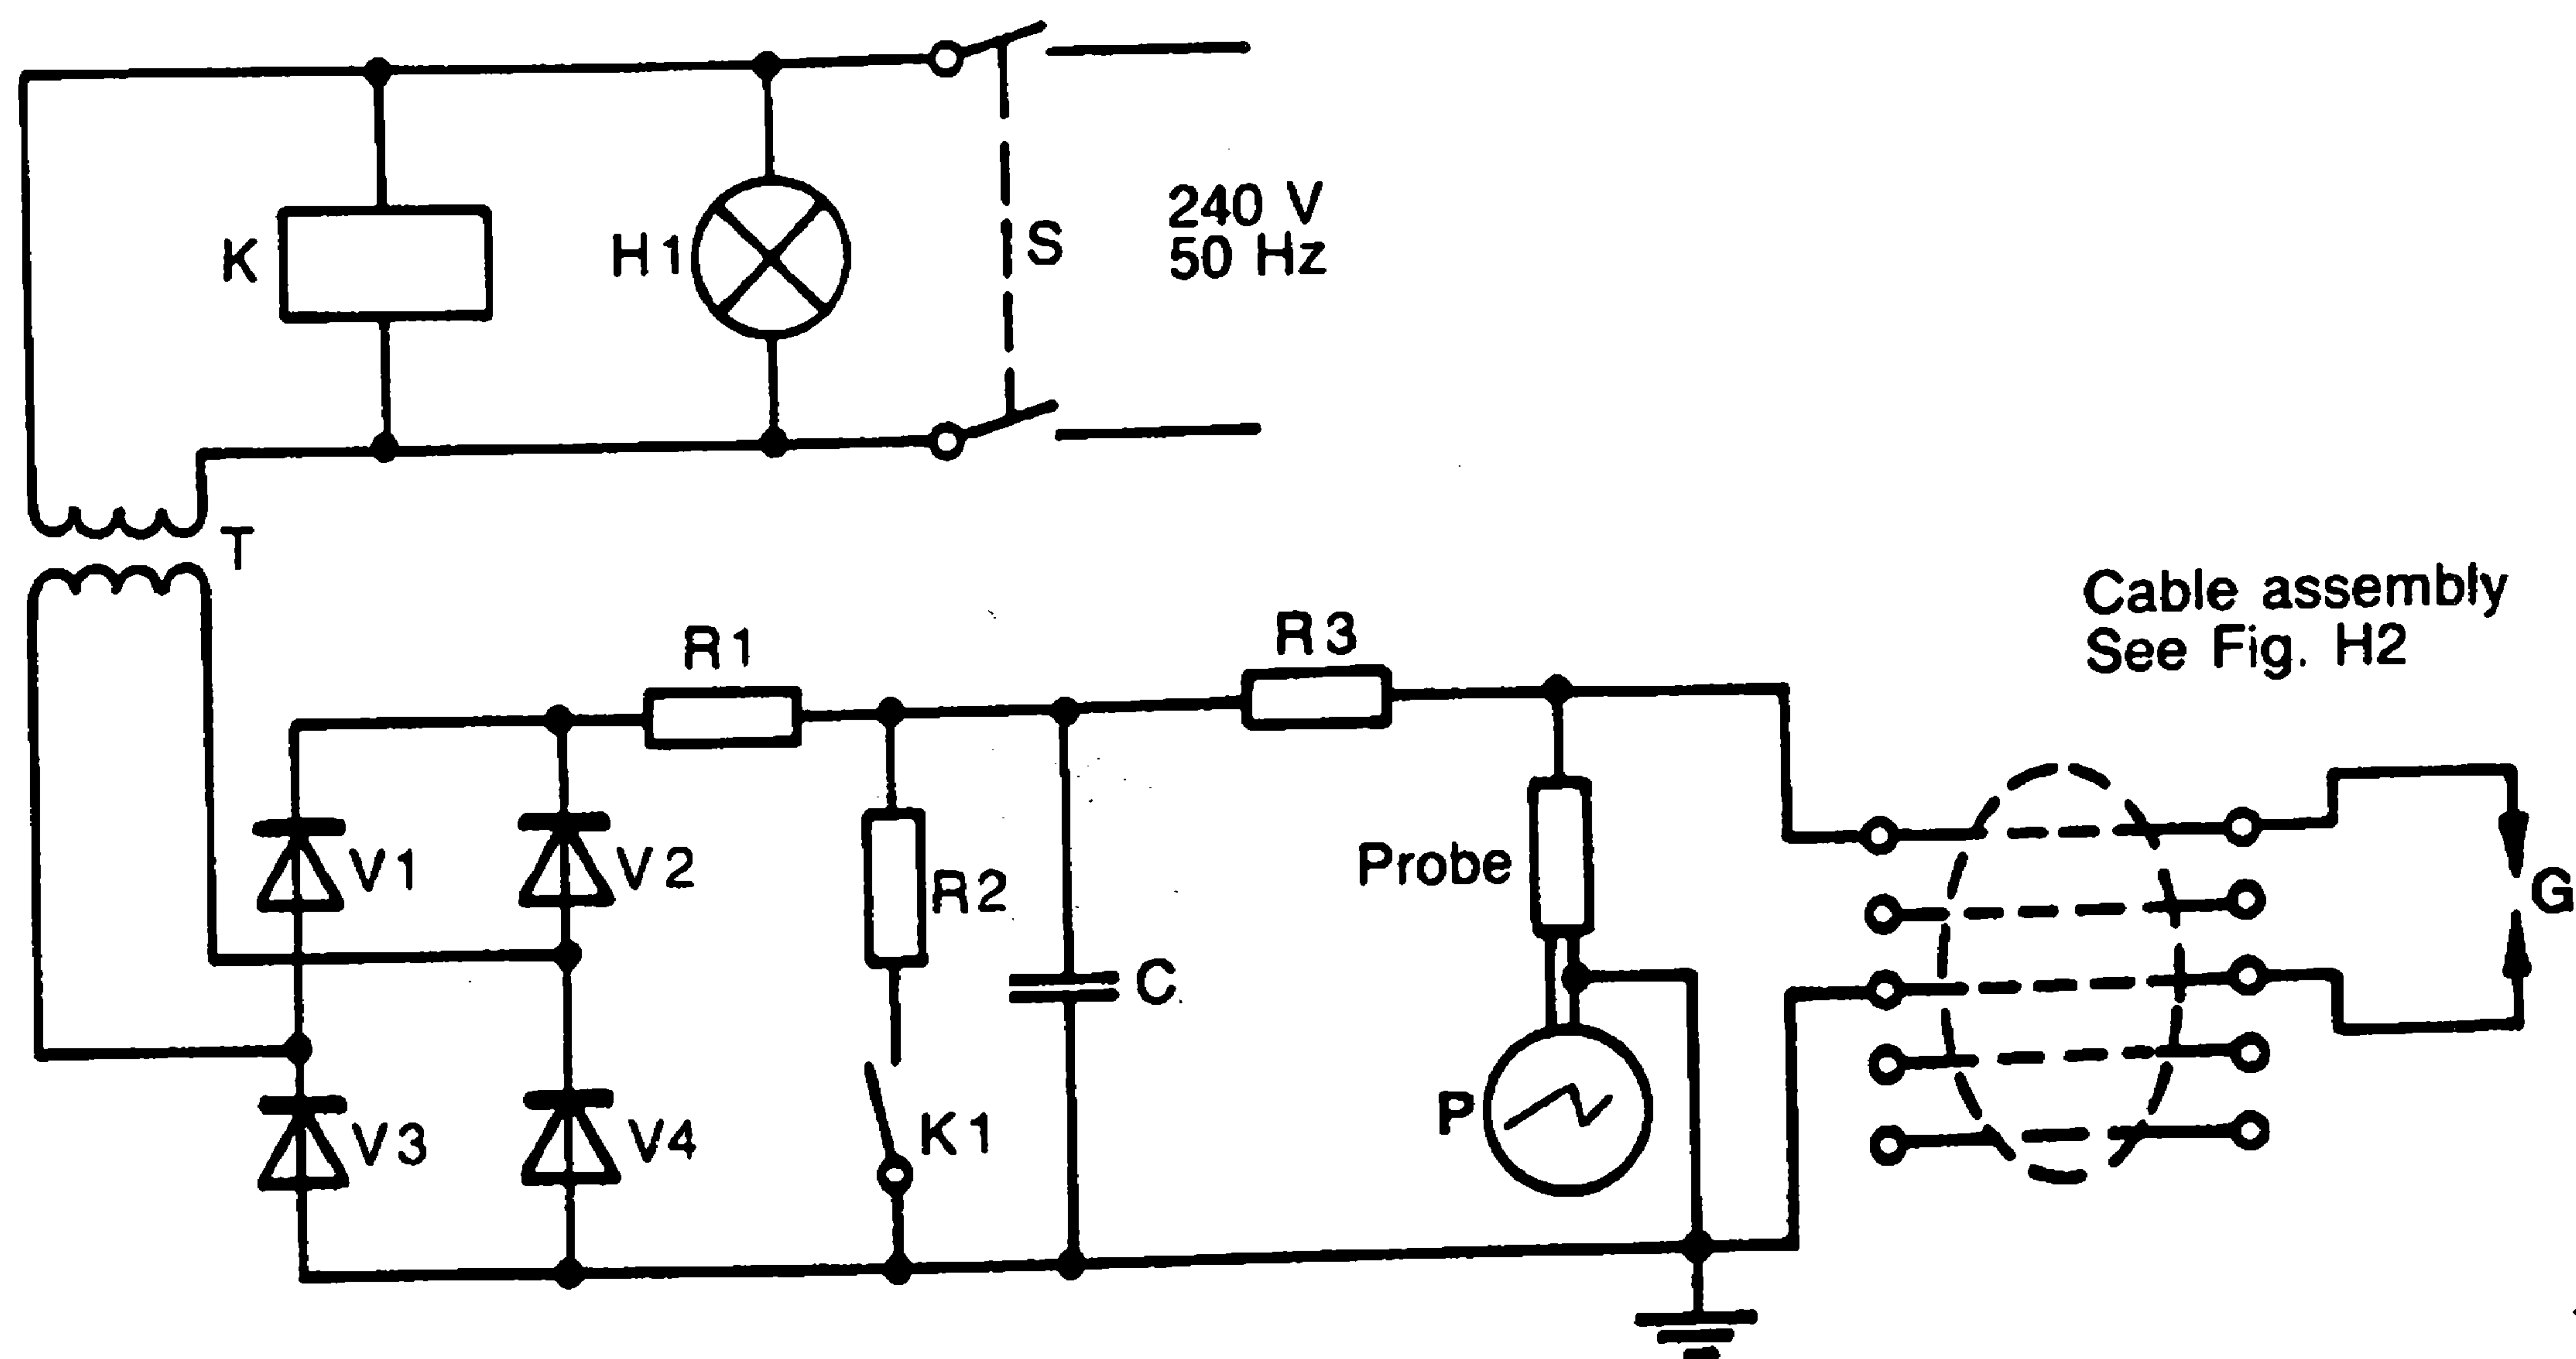 K
H1
S
240 V
50 Hz
T
Cable assembly
See Fig. H2
R1
R3
V1
V2
R2
Probe
G
C
V3
V4
K1
P